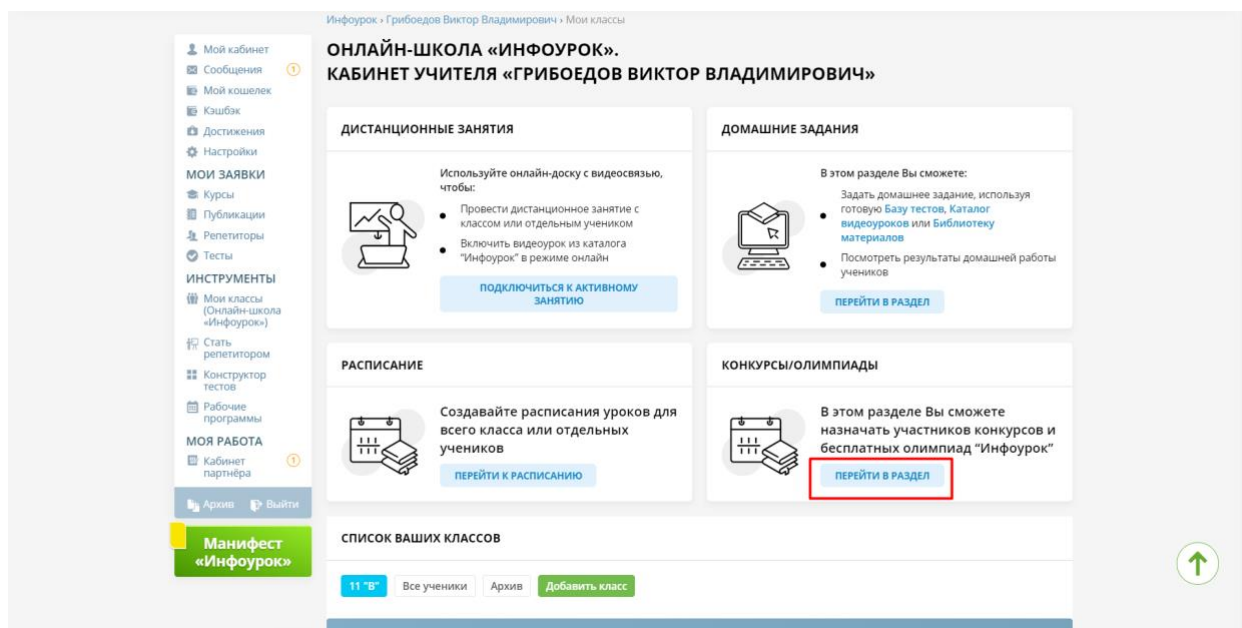 Инфоурок › Грибоедов Виктор Владимирович › Мои классы
Мой кабинет
Сообщения 1
Мой кошелек
Кэшбэк
Достижения
Настройки
МОИ ЗАЯВКИ
Курсы
Публикации
Репетиторы
Тесты
ИНСТРУМЕНТЫ
Мои классы
(Онлайн-школа
«Инфоурок»)
Стать
репетитором
Конструктор
тестов
Рабочие
программы
МОЯ РАБОТА
Кабинет 1
партнёра
Архив Выйти
Манифест
«Инфоурок»
ОНЛАЙН-ШКОЛА «ИНФОУРОК».
КАБИНЕТ УЧИТЕЛЯ «ГРИБОЕДОВ ВИКТОР ВЛАДИМИРОВИЧ»
ДИСТАНЦИОННЫЕ ЗАНЯТИЯ
Используйте онлайн-доску с видеосвязью,
чтобы:
Провести дистанционное занятие с
классом или отдельным учеником
Включить видеоурок из каталога
"Инфоурок" в режиме онлайн
ПОДКЛЮЧИТЬСЯ К АКТИВНОМУ
ЗАНЯТИЮ
ДОМАШНИЕ ЗАДАНИЯ
В этом разделе Вы сможете:
Задать домашнее задание, используя
готовую Базу тестов, Каталог
видеоуроков или Библиотеку
материалов
Посмотреть результаты домашней работы
учеников
ПЕРЕЙТИ В РАЗДЕЛ
РАСПИСАНИЕ
Создавайте расписания уроков для
всего класса или отдельных
учеников
ПЕРЕЙТИ К РАСПИСАНИЮ
КОНКУРСЫ/ОЛИМПИАДЫ
В этом разделе Вы сможете
назначать участников конкурсов и
бесплатных олимпиад "Инфоурок"
ПЕРЕЙТИ В РАЗДЕЛ
СПИСОК ВАШИХ КЛАССОВ
11 "В" Все ученики Архив Добавить класс